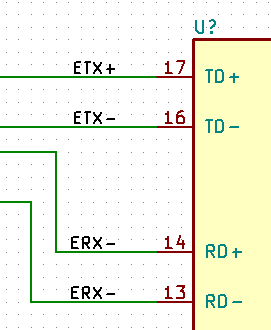 U?
ETX+ 17 TD+
ETX- 16 TD-
ERX- 14 RD+
ERX- 13 RD-